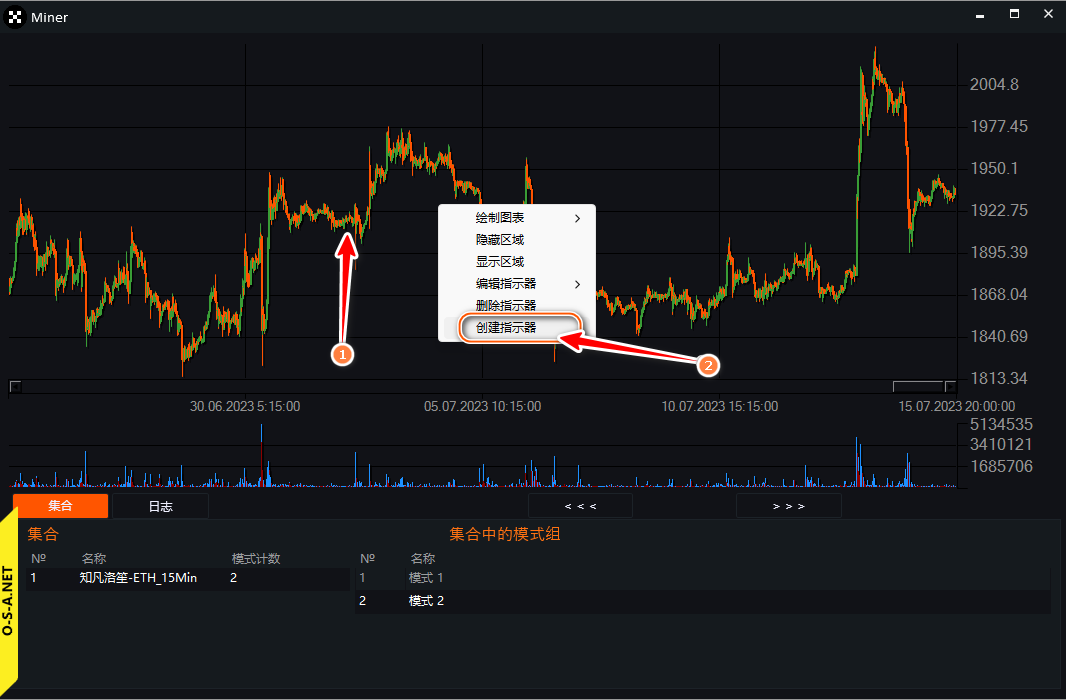 Miner
2004.8
1977.45
1950.1
1922.75
1895.39
1868.04
1840.69
1813.34
绘制图表
隐藏区域
显示区域
编辑指示器
删除指示器
创建指示器
1
2
30.06.2023 5:15:00 05.07.2023 10:15:00 10.07.2023 15:15:00 15.07.2023 20:00:00
5134535
3410121
1685706
集合 日志 < < < > > >
集合 集合中的模式组
№ 名称 模式计数 № 名称
1 知凡洛笙-ETH_15Min 2 1 模式 1
2 模式 2
O-S-A.NET